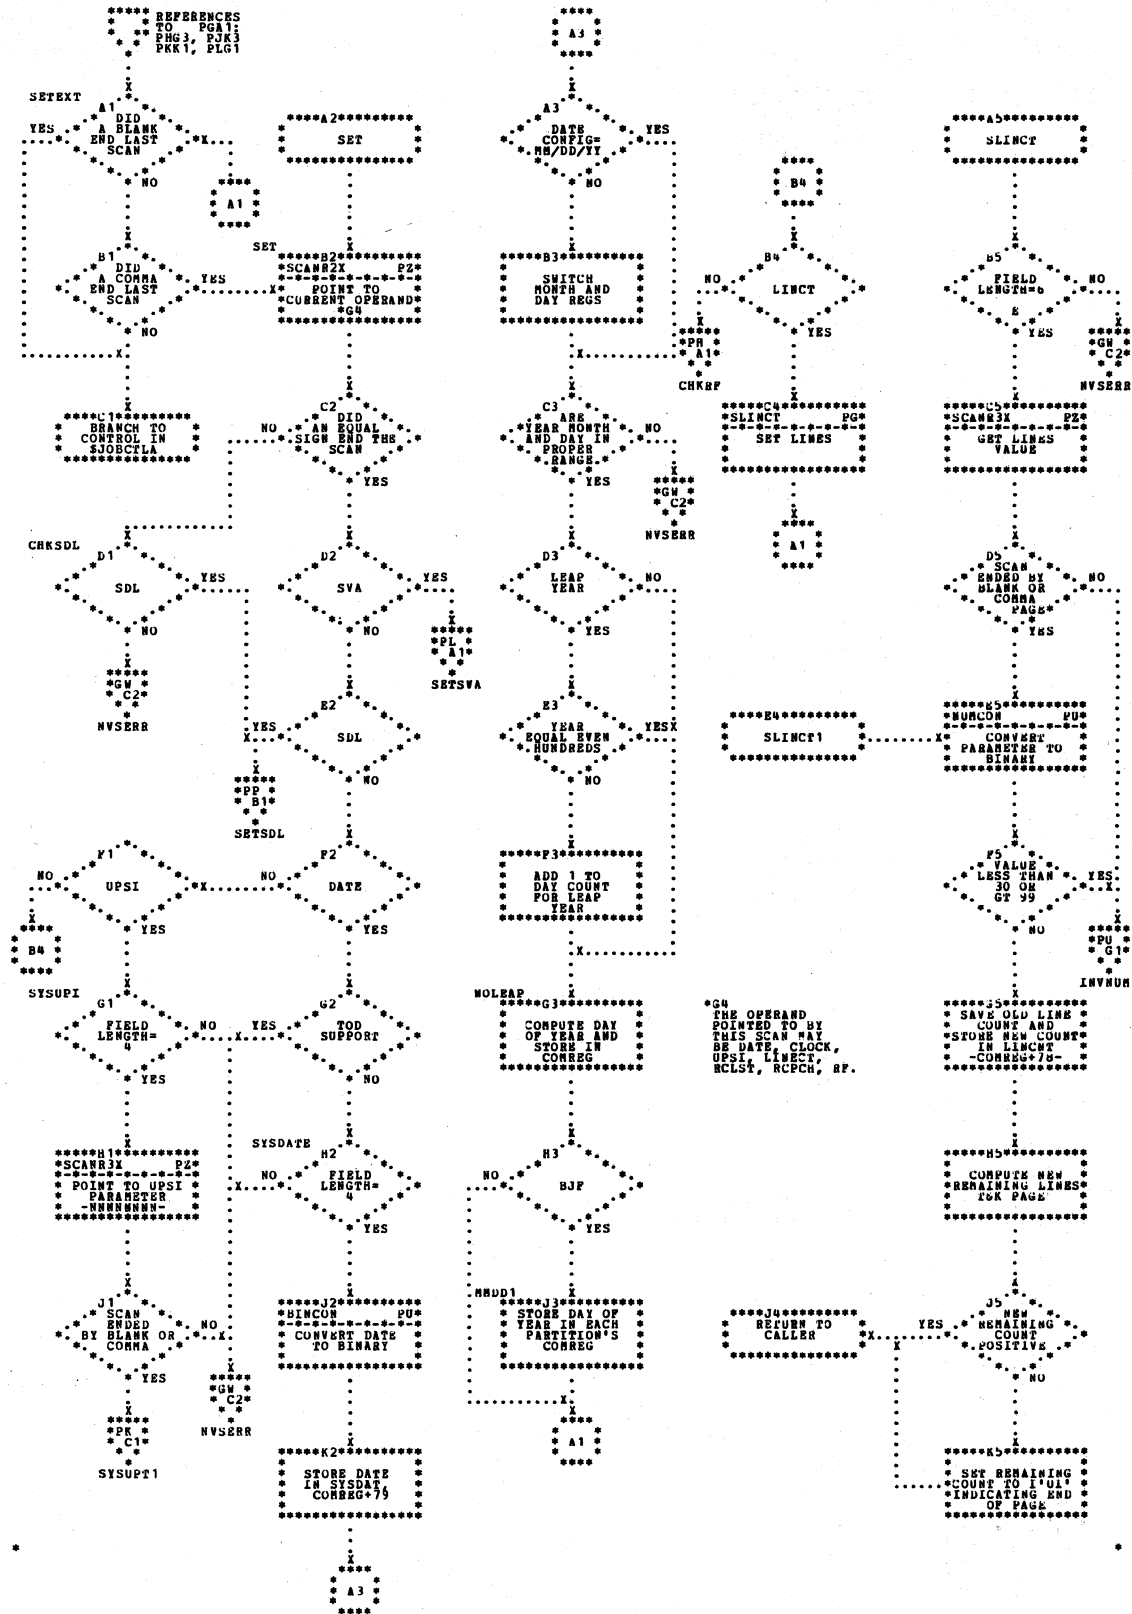 REFERENCES
TO PGA1:
PHG3, PJK3
PKK1, PLG1
SETEXT
A1
DID
A BLANK
END LAST
SCAN
YES
NO
A1
B1
DID
A COMMA
END LAST
SCAN
YES
NO
C1
BRANCH TO
CONTROL IN
$JOBCTLA
CHKSDL
D1
SDL
YES
NO
GW
C2
NVSERR
F1
UPSI
NO
YES
B4
SYSUPI
G1
FIELD
LENGTH=
4
NO
YES
H1
SCANR3X PZ
POINT TO UPSI
PARAMETER
-NNNNNNNN-
J1
SCAN
ENDED
BY BLANK OR
COMMA
NO
YES
PK
C1
SYSUPT1
GW
C2
NVSERR
A2
SET
SET
B2
SCANR2X PZ
POINT TO
CURRENT OPERAND
*G4
C2
DID
AN EQUAL
SIGN END THE
SCAN
NO
YES
D2
SVA
YES
NO
PL
A1
SETSVA
E2
SDL
YES
NO
PP
B1
SETSDL
F2
DATE
NO
YES
G2
TOD
SUPPORT
YES
NO
SYSDATE
H2
FIELD
LENGTH=
4
NO
YES
J2
BINCON PU
CONVERT DATE
TO BINARY
K2
STORE DATE
IN SYSDAT,
COMREG+79
A3
A3
A3
DATE
CONFIG=
MM/DD/YY
YES
NO
B3
SWITCH
MONTH AND
DAY REGS
C3
ARE
YEAR MONTH
AND DAY IN
PROPER
RANGE
NO
YES
GW
C2
NVSERR
D3
LEAP
YEAR
NO
YES
E3
YEAR
EQUAL EVEN
HUNDREDS
YES
NO
F3
ADD 1 TO
DAY COUNT
FOR LEAP
YEAR
NOLEAP
G3
COMPUTE DAY
OF YEAR AND
STORE IN
COMREG
H3
BJF
NO
YES
MMDD1
J3
STORE DAY OF
YEAR IN EACH
PARTITION'S
COMREG
A1
B4
B4
LINCT
NO
YES
PH
A1
CHKRF
C4
SLINCT PG
SET LINES
A1
E4
SLINCT1
*G4
THE OPERAND
POINTED TO BY
THIS SCAN MAY
BE DATE, CLOCK,
UPSI, LINECT,
RCLST, RCPCH, RF.
J4
RETURN TO
CALLER
A5
SLINCT
B5
FIELD
LENGTH=6
E
NO
YES
GW
C2
NVSERR
C5
SCANR3X PZ
GET LINES
VALUE
D5
SCAN
ENDED BY
BLANK OR
COMMA
PAGE
NO
YES
E5
NUMCON PU
CONVERT
PARAMETER TO
BINARY
F5
VALUE
LESS THAN
30 OR
GT 99
YES
NO
PU
G1
INVNUM
G5
SAVE OLD LINE
COUNT AND
STORE NEW COUNT
IN LINCNT
-COMREG+78-
H5
COMPUTE NEW
REMAINING LINES
PAGE
J5
NEW
REMAINING
COUNT
POSITIVE
YES
NO
K5
SET REMAINING
COUNT TO X'01'
INDICATING END
OF PAGE